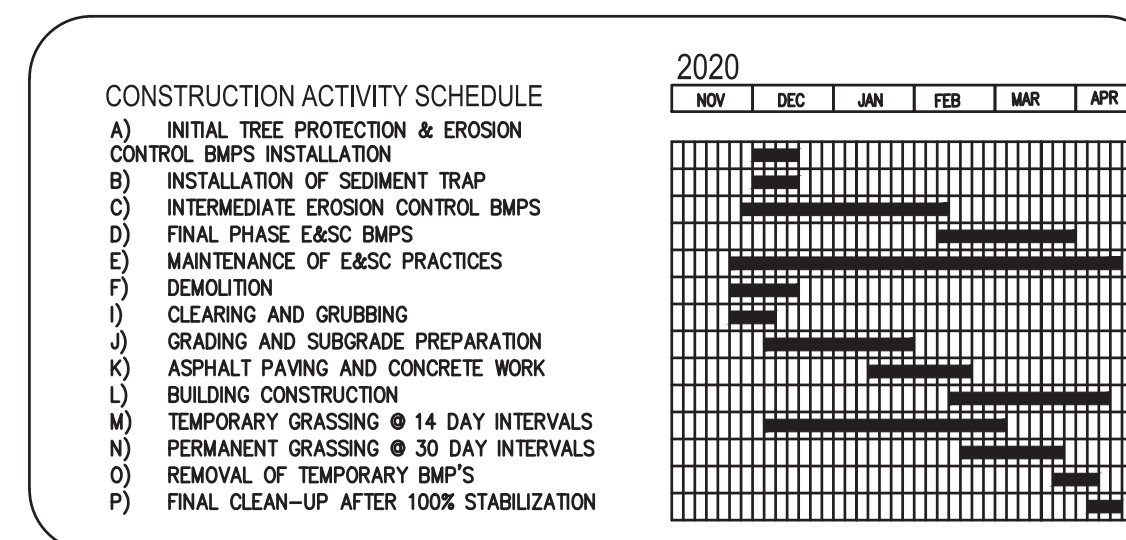 2020
NOV DEC JAN FEB MAR APR
CONSTRUCTION ACTIVITY SCHEDULE
A) INITIAL TREE PROTECTION & EROSION
CONTROL BMPS INSTALLATION
B) INSTALLATION OF SEDIMENT TRAP
C) INTERMEDIATE EROSION CONTROL BMPS
D) FINAL PHASE E&SC BMPS
E) MAINTENANCE OF E&SC PRACTICES
F) DEMOLITION
I) CLEARING AND GRUBBING
J) GRADING AND SUBGRADE PREPARATION
K) ASPHALT PAVING AND CONCRETE WORK
L) BUILDING CONSTRUCTION
M) TEMPORARY GRASSING @ 14 DAY INTERVALS
N) PERMANENT GRASSING @ 30 DAY INTERVALS
O) REMOVAL OF TEMPORARY BMP'S
P) FINAL CLEAN-UP AFTER 100% STABILIZATION